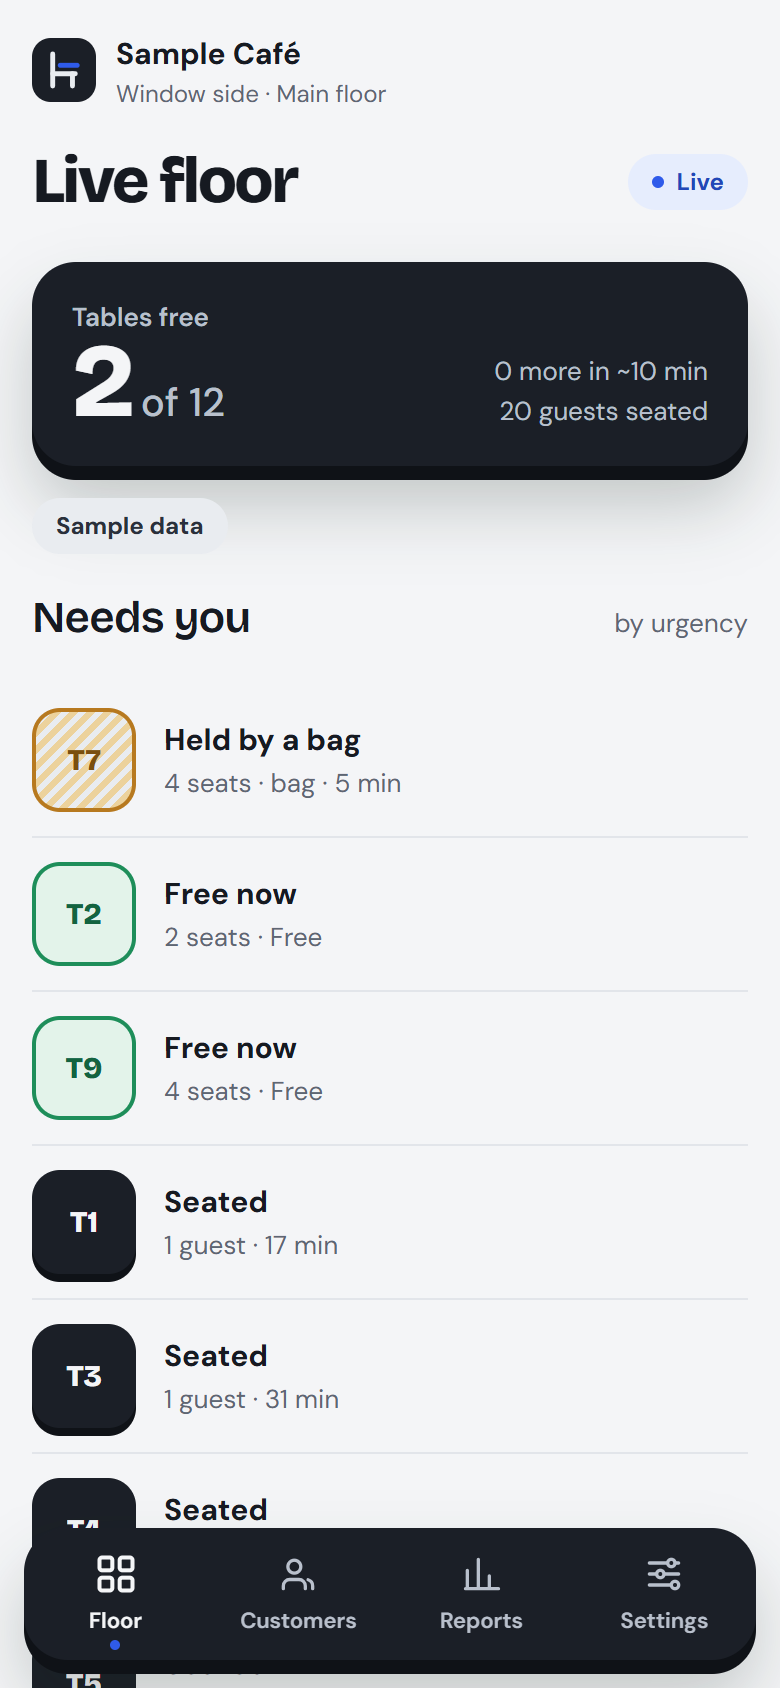 Sample Café
Window side · Main floor
Live floor
Live
Tables free
2 of 12
0 more in ~10 min
20 guests seated
Sample data
Needs you
by urgency
T7
Held by a bag
4 seats · bag · 5 min
T2
Free now
2 seats · Free
T9
Free now
4 seats · Free
T1
Seated
1 guest · 17 min
T3
Seated
1 guest · 31 min
T4
Seated
Floor
Customers
Reports
Settings
T5